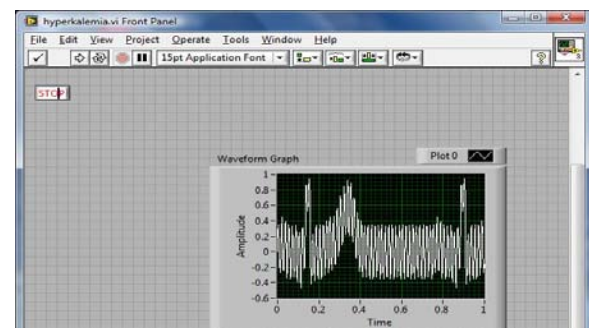 hyperkalemia.vi Front Panel
File Edit View Project Operate Tools Window Help
15pt Application Font
STOP
Waveform Graph
Plot 0
1
0.8
0.6
0.4
0.2
0
-0.2
-0.4
-0.6
Amplitude
0 0.2 0.4 0.6 0.8 1
Time